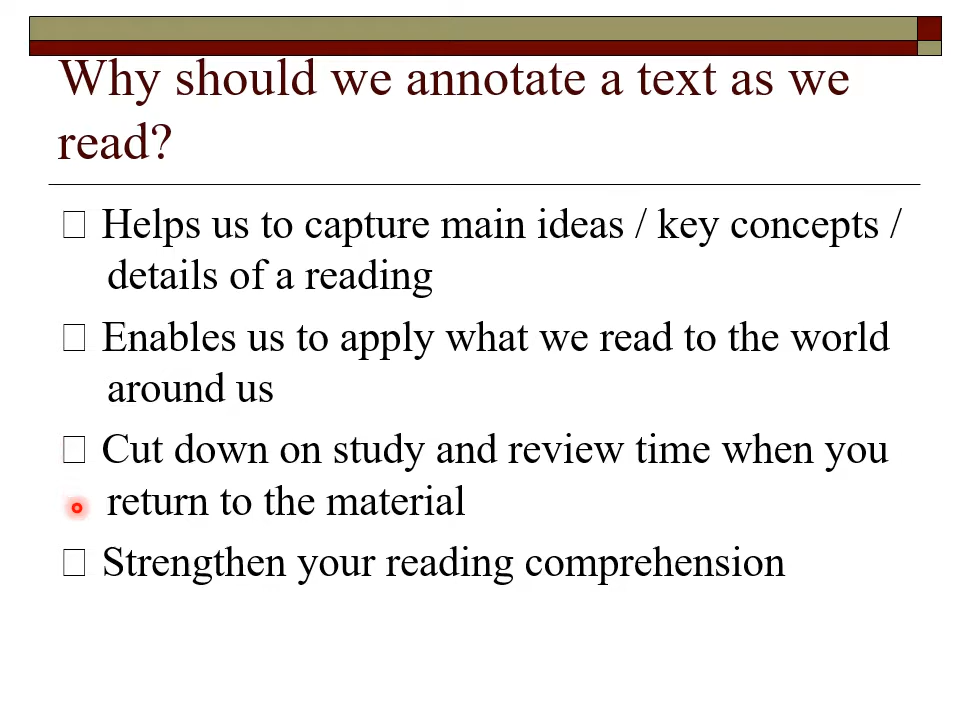 Why should we annotate a text as we
read?
□ Helps us to capture main ideas / key concepts /
details of a reading
□ Enables us to apply what we read to the world
around us
□ Cut down on study and review time when you
return to the material
□ Strengthen your reading comprehension